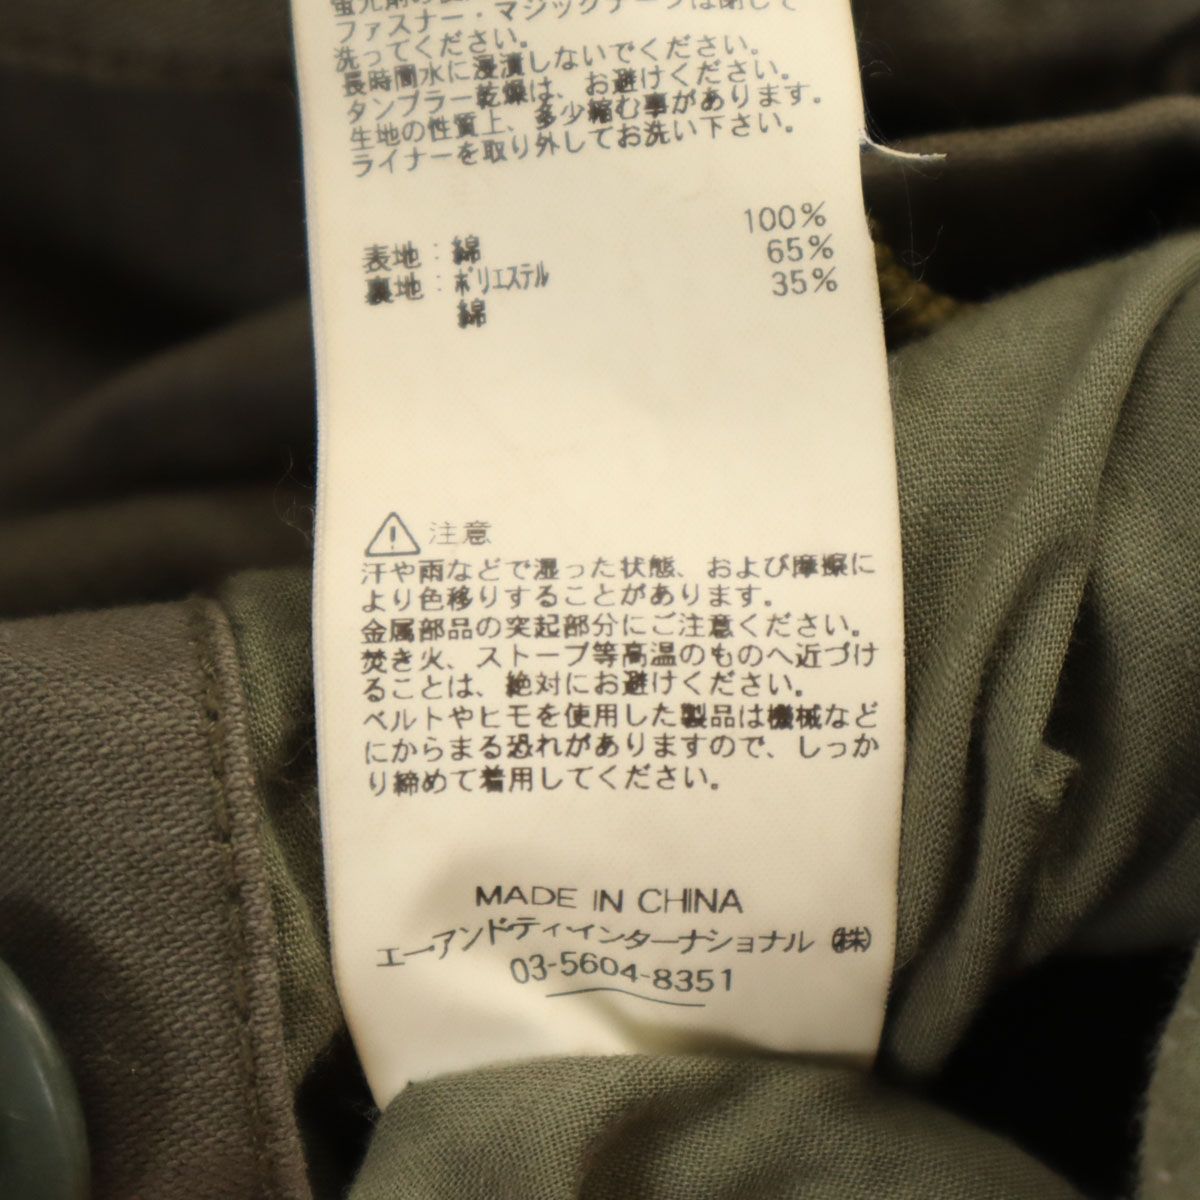 ファスナー・マジックテープは閉じて
洗ってください。
長時間水に浸漬しないでください。
タンブラー乾燥は、お避けください。
生地の性質上、多少縮む事があります。
ライナーを取り外してお洗い下さい。
表地：綿 100%
裏地：ポリエステル 65%
綿 35%
注意
汗や雨などで湿った状態、および摩擦に
より色移りすることがあります。
金属部品の突起部分にご注意ください。
焚き火、ストーブ等高温のものへ近づけ
ることは、絶対にお避けください。
ベルトやヒモを使用した製品は機械など
にからまる恐れがありますので、しっか
り締めて着用してください。
MADE IN CHINA
エー・アンド・ティ・インターナショナル㈱
03-5604-8351